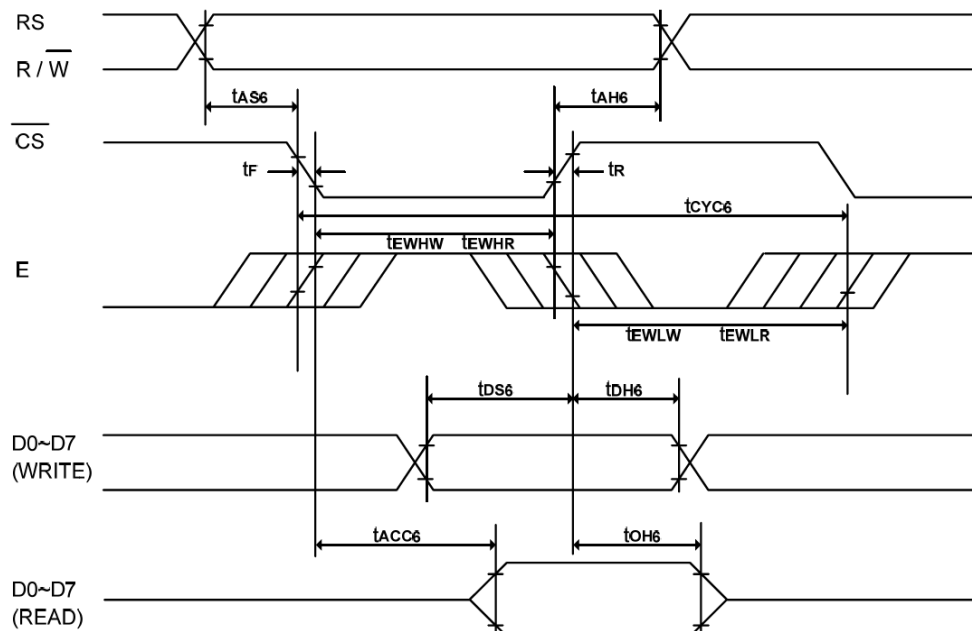 RS
R / W
tAS6
tAH6
CS
tF
tR
tCYC6
tEWHW tEWHR
E
tEWLW tEWLR
tDS6
tDH6
D0~D7
(WRITE)
tACC6
tOH6
D0~D7
(READ)